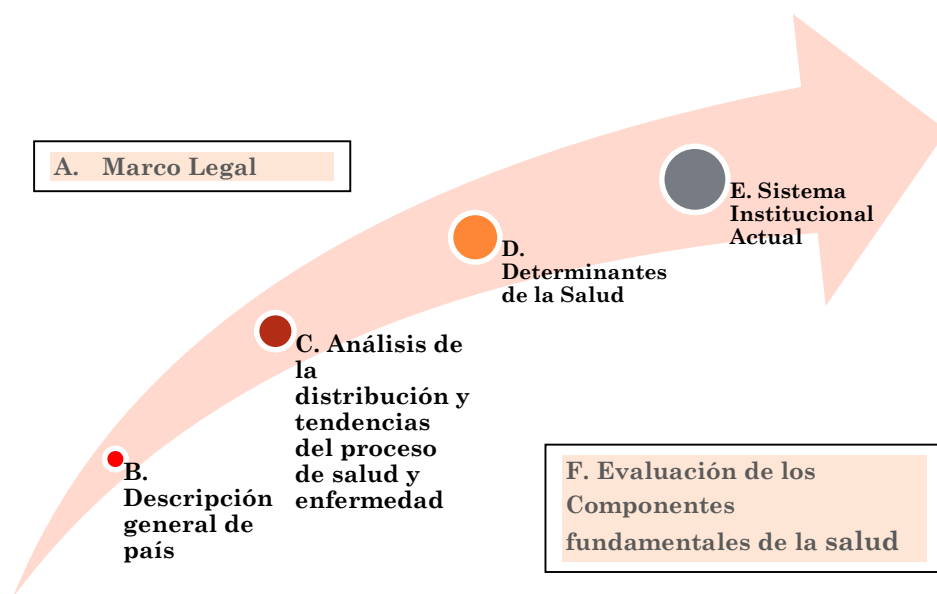 A. Marco Legal
B.
Descripción
general de
país
C. Análisis de
la
distribución y
tendencias
del proceso
de salud y
enfermedad
D.
Determinantes
de la Salud
E. Sistema
Institucional
Actual
F. Evaluación de los
Componentes
fundamentales de la salud